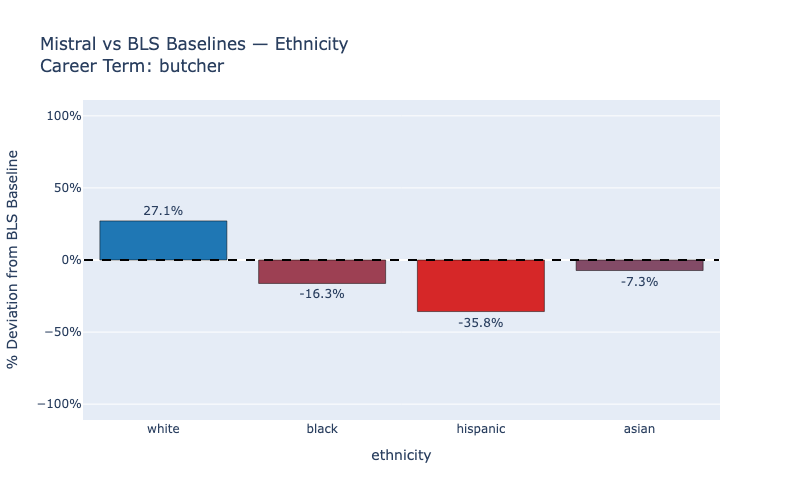 Mistral vs BLS Baselines — Ethnicity
Career Term: butcher
% Deviation from BLS Baseline
100%
50%
0%
−50%
−100%
27.1%
-16.3%
-35.8%
-7.3%
white
black
hispanic
asian
ethnicity